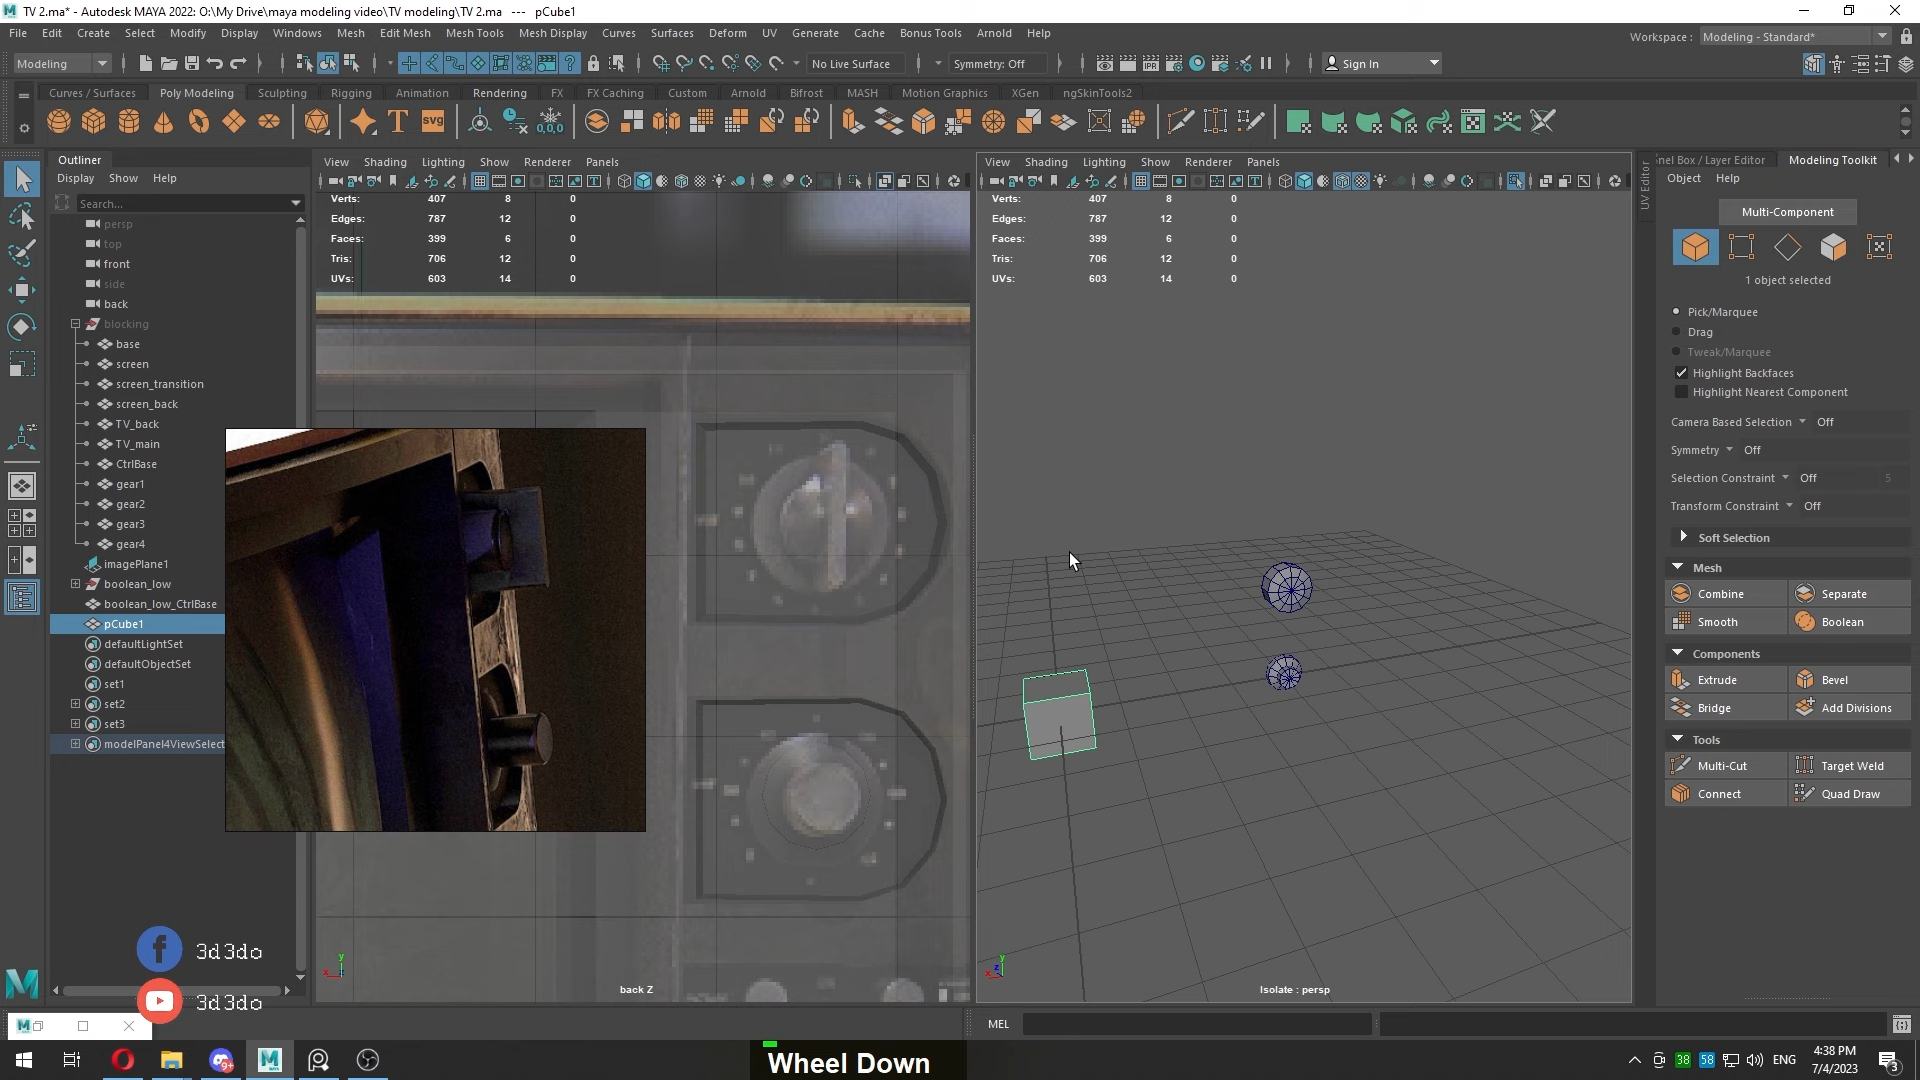 TV 2.ma* - Autodesk MAYA 2022: O:\My Drive\maya modeling video\TV modeling\TV 2.ma   ---   pCube1
File Edit Create Select Modify Display Windows Mesh Edit Mesh Mesh Tools Mesh Display Curves Surfaces Deform UV Generate Cache Bonus Tools Arnold Help
Workspace : Modeling - Standard*
Modeling No Live Surface Symmetry: Off Sign In
Curves / Surfaces Poly Modeling Sculpting Rigging Animation Rendering FX FX Caching Custom Arnold Bifrost MASH Motion Graphics XGen ngSkinTools2
Outliner
Display Show Help
Search...
persp
top
front
side
back
blocking
base
screen
screen_transition
screen_back
TV_back
TV_main
CtrlBase
gear1
gear2
gear3
gear4
imagePlane1
boolean_low
boolean_low_CtrlBase
pCube1
defaultLightSet
defaultObjectSet
set1
set2
set3
modelPanel4ViewSelect
3d3do
3d3do
View Shading Lighting Show Renderer Panels
Verts: 407 8 0
Edges: 787 12 0
Faces: 399 6 0
Tris: 706 12 0
UVs: 603 14 0
back Z
View Shading Lighting Show Renderer Panels
Verts: 407 8 0
Edges: 787 12 0
Faces: 399 6 0
Tris: 706 12 0
UVs: 603 14 0
Isolate : persp
UV Editor
nel Box / Layer Editor Modeling Toolkit
Object Help
Multi-Component
1 object selected
Pick/Marquee
Drag
Tweak/Marquee
Highlight Backfaces
Highlight Nearest Component
Camera Based Selection Off
Symmetry Off
Selection Constraint Off 5
Transform Constraint Off
Soft Selection
Mesh
Combine Separate
Smooth Boolean
Components
Extrude Bevel
Bridge Add Divisions
Tools
Multi-Cut Target Weld
Connect Quad Draw
MEL
Wheel Down
38 58 ENG
4:38 PM
7/4/2023